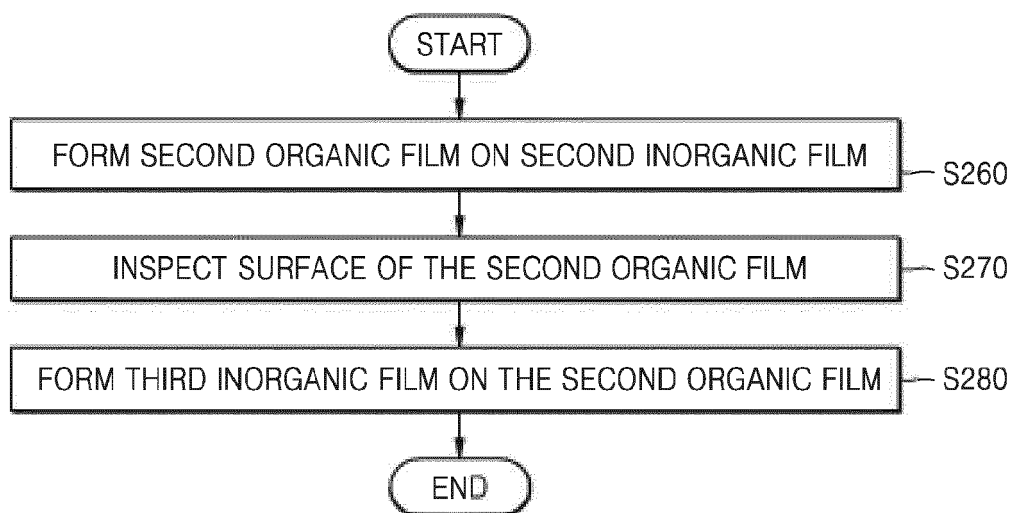 START
FORM SECOND ORGANIC FILM ON SECOND INORGANIC FILM
S260
INSPECT SURFACE OF THE SECOND ORGANIC FILM
S270
FORM THIRD INORGANIC FILM ON THE SECOND ORGANIC FILM
S280
END